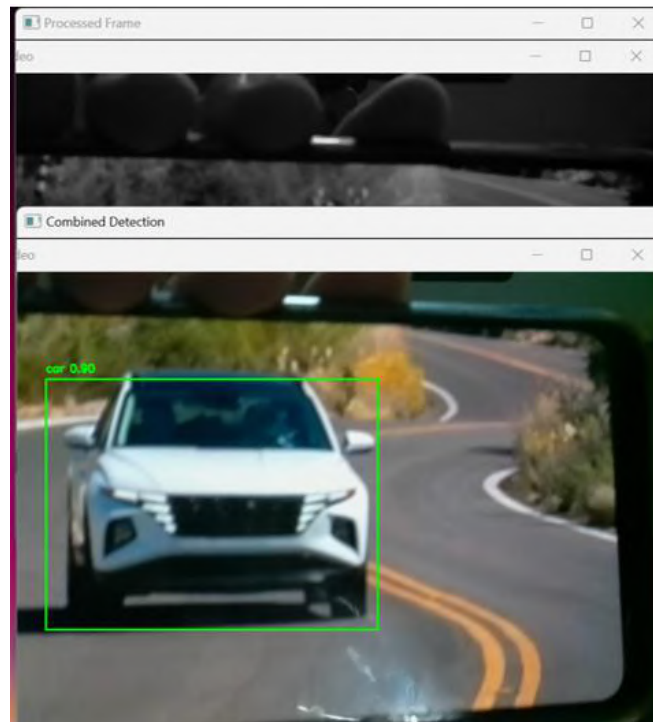 Processed Frame
deo
Combined Detection
deo
car 0.90